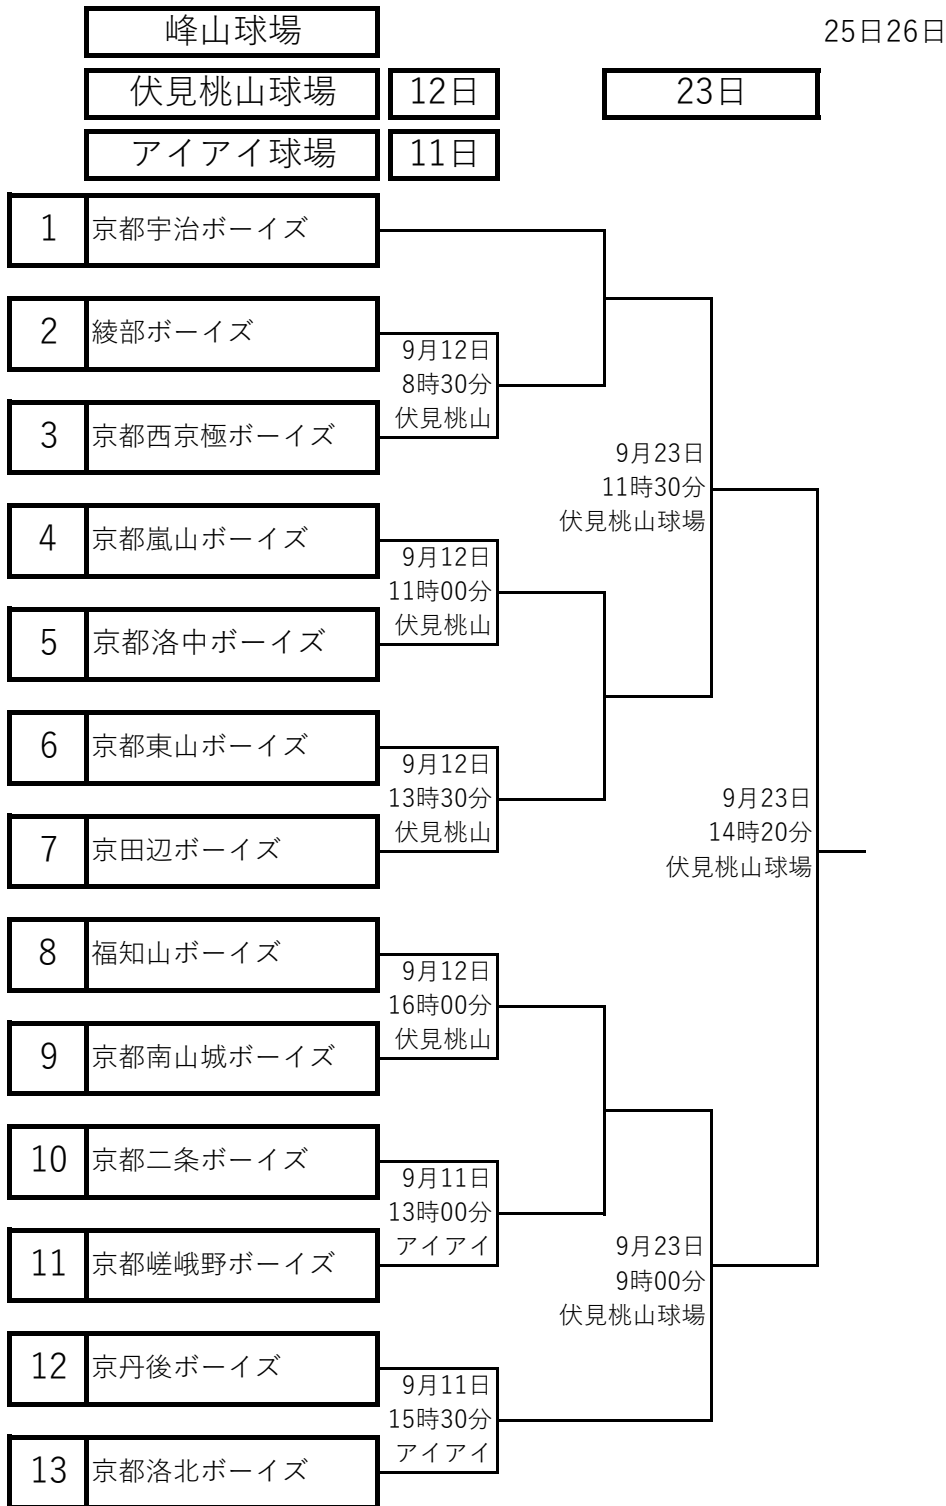 峰山球場
25日26日
伏見桃山球場
12日
23日
アイアイ球場
11日
1
京都宇治ボーイズ
2
綾部ボーイズ
9月12日
8時30分
伏見桃山
3
京都西京極ボーイズ
9月23日
11時30分
伏見桃山球場
4
京都嵐山ボーイズ
9月12日
11時00分
伏見桃山
5
京都洛中ボーイズ
6
京都東山ボーイズ
9月12日
13時30分
伏見桃山
7
京田辺ボーイズ
9月23日
14時20分
伏見桃山球場
8
福知山ボーイズ
9月12日
16時00分
伏見桃山
9
京都南山城ボーイズ
10
京都二条ボーイズ
9月11日
13時00分
アイアイ
11
京都嵯峨野ボーイズ
9月23日
9時00分
伏見桃山球場
12
京丹後ボーイズ
9月11日
15時30分
アイアイ
13
京都洛北ボーイズ